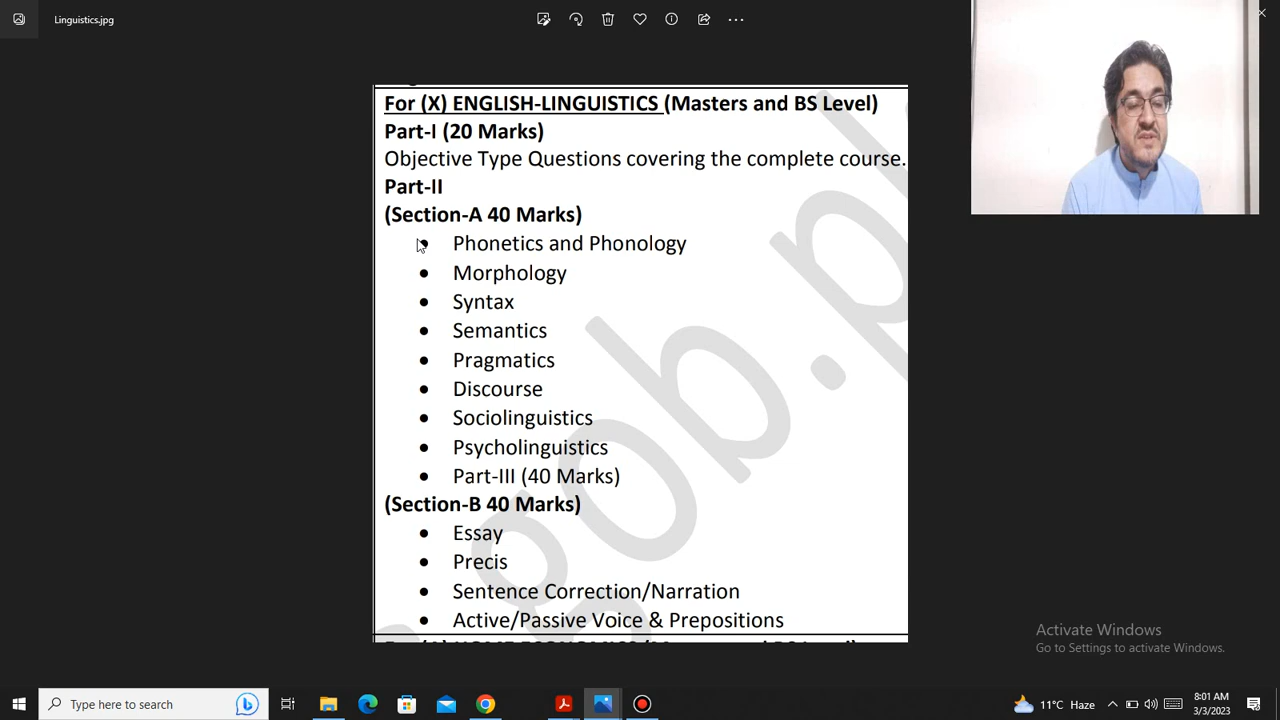 Linguistics.jpg
For (X) ENGLISH-LINGUISTICS (Masters and BS Level)
Part-I (20 Marks)
Objective Type Questions covering the complete course.
Part-II
(Section-A 40 Marks)
• Phonetics and Phonology
• Morphology
• Syntax
• Semantics
• Pragmatics
• Discourse
• Sociolinguistics
• Psycholinguistics
• Part-III (40 Marks)
(Section-B 40 Marks)
• Essay
• Precis
• Sentence Correction/Narration
• Active/Passive Voice & Prepositions
gob.p
Activate Windows
Go to Settings to activate Windows.
Type here to search
11°C Haze
8:01 AM
3/3/2023